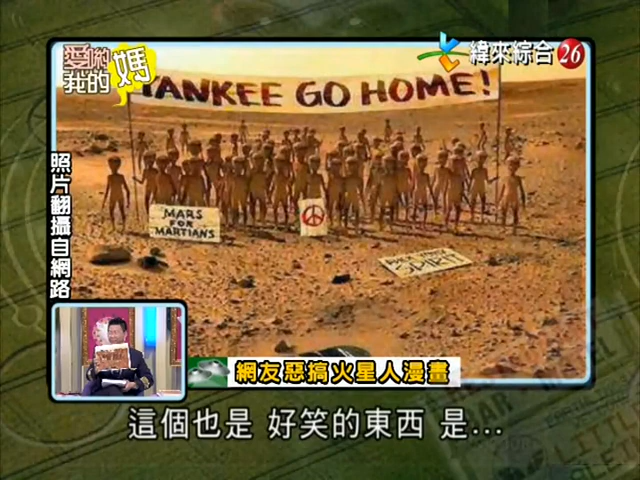 愛喲我的媽
緯來綜合 26
YANKEE GO HOME!
照片翻攝自網路
MARS
FOR
MARTIANS
網友惡搞火星人漫畫
這個也是 好笑的東西 是...